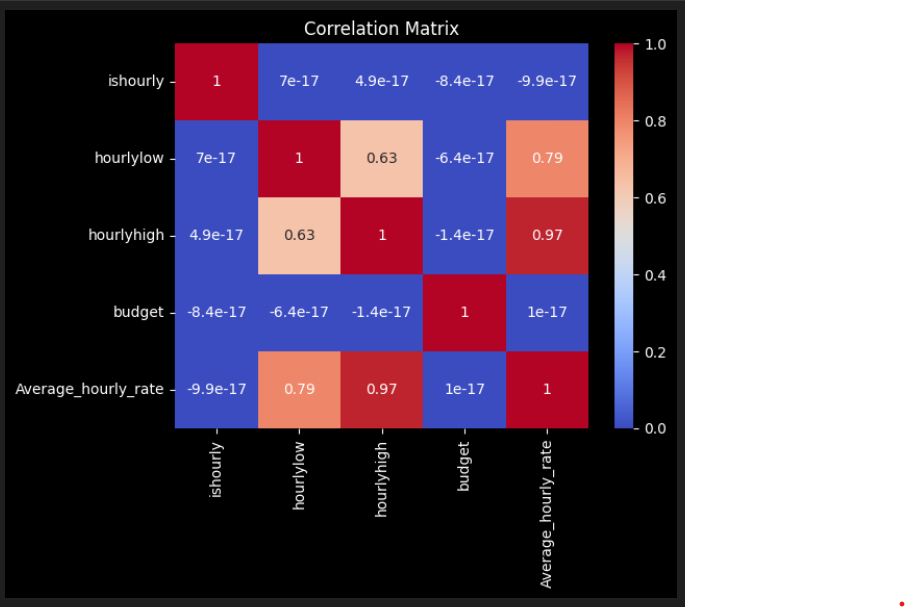 Correlation Matrix
ishourly 1 7e-17 4.9e-17 -8.4e-17 -9.9e-17
hourlylow 7e-17 1 0.63 -6.4e-17 0.79
hourlyhigh 4.9e-17 0.63 1 -1.4e-17 0.97
budget -8.4e-17 -6.4e-17 -1.4e-17 1 1e-17
Average_hourly_rate -9.9e-17 0.79 0.97 1e-17 1
ishourly
hourlylow
hourlyhigh
budget
Average_hourly_rate
1.0
0.8
0.6
0.4
0.2
0.0